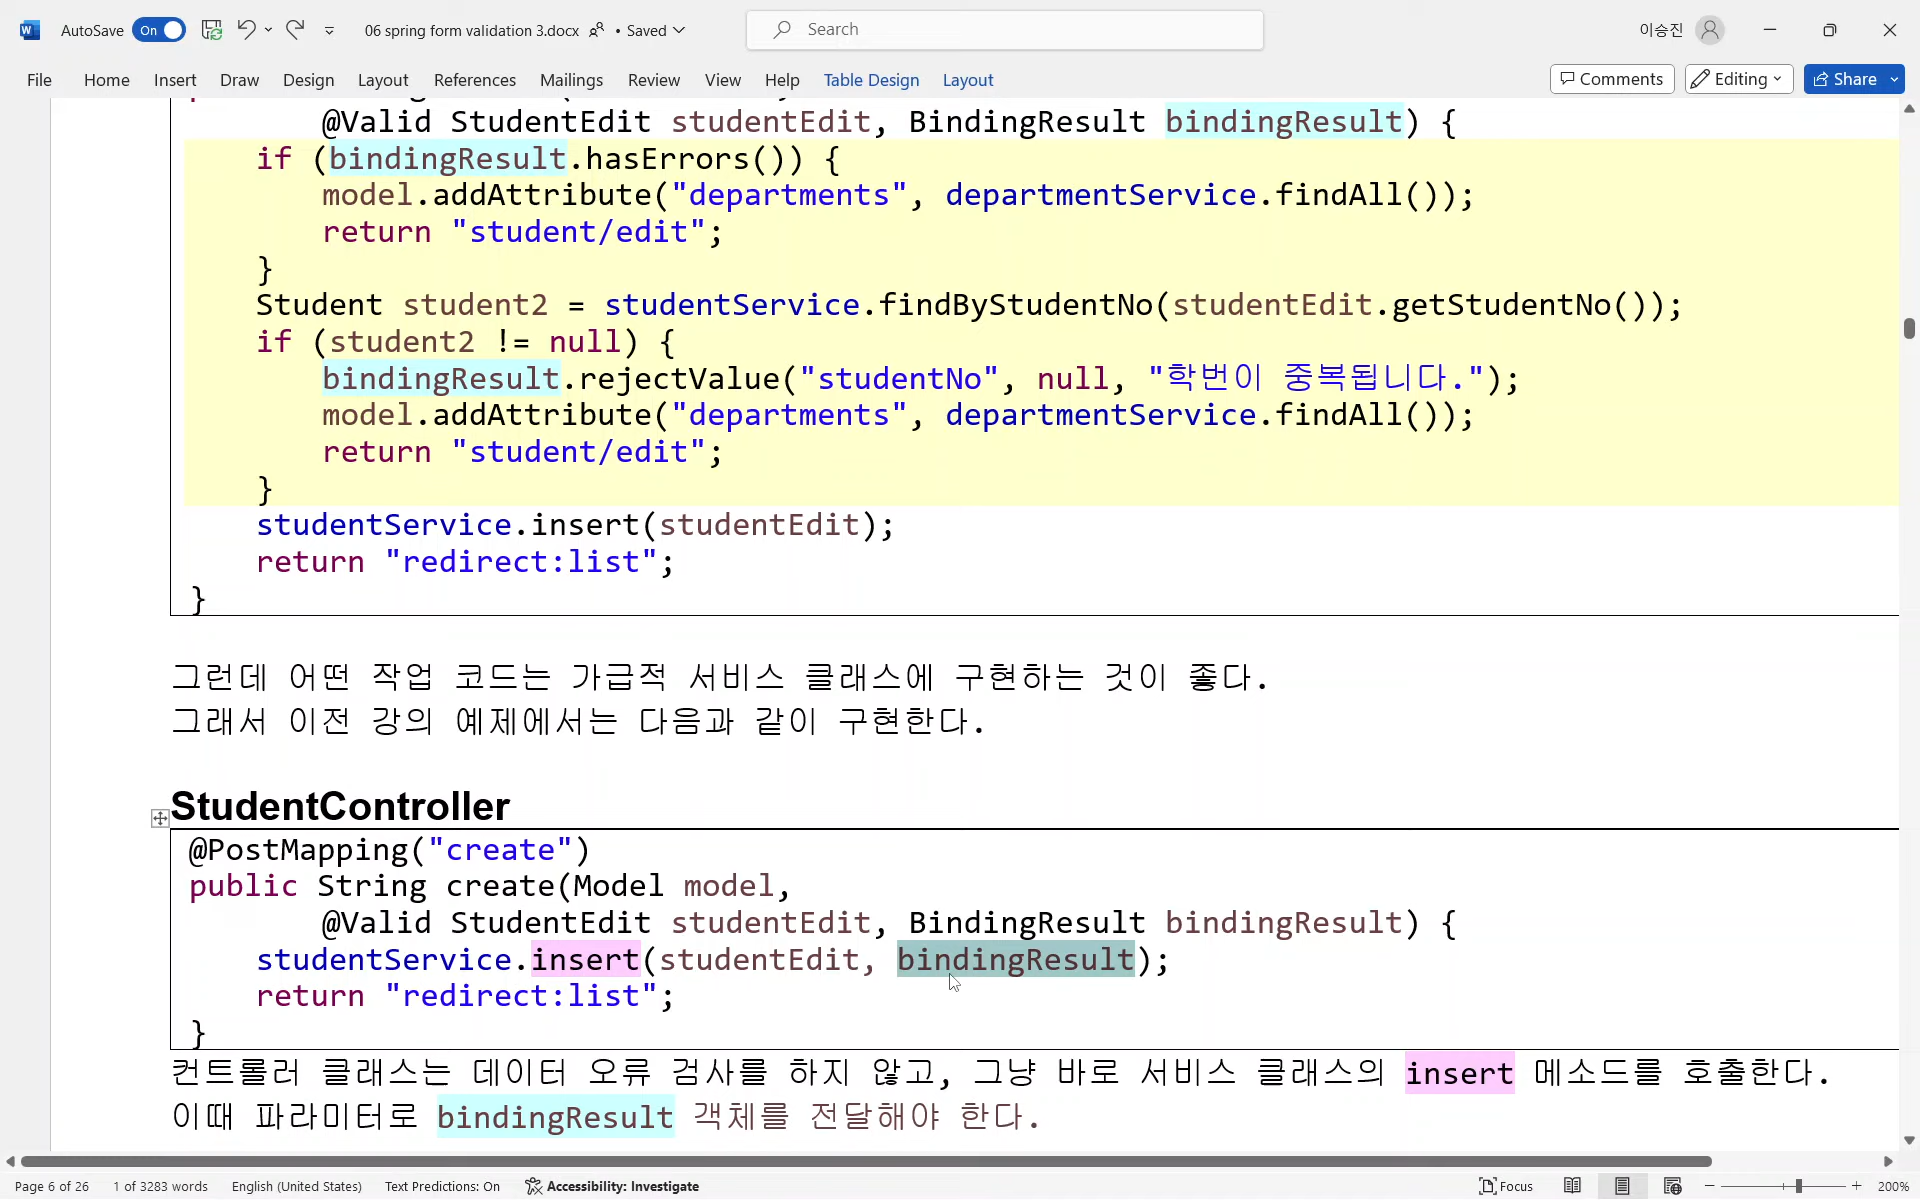 AutoSave On 06 spring form validation 3.docx • Saved Search 이승진
File Home Insert Draw Design Layout References Mailings Review View Help Table Design Layout Comments Editing Share
@Valid StudentEdit studentEdit, BindingResult bindingResult) {
if (bindingResult.hasErrors()) {
model.addAttribute("departments", departmentService.findAll());
return "student/edit";
}
Student student2 = studentService.findByStudentNo(studentEdit.getStudentNo());
if (student2 != null) {
bindingResult.rejectValue("studentNo", null, "학번이 중복됩니다.");
model.addAttribute("departments", departmentService.findAll());
return "student/edit";
}
studentService.insert(studentEdit);
return "redirect:list";
}
그런데 어떤 작업 코드는 가급적 서비스 클래스에 구현하는 것이 좋다.
그래서 이전 강의 예제에서는 다음과 같이 구현한다.
StudentController
@PostMapping("create")
public String create(Model model,
@Valid StudentEdit studentEdit, BindingResult bindingResult) {
studentService.insert(studentEdit, bindingResult);
return "redirect:list";
}
컨트롤러 클래스는 데이터 오류 검사를 하지 않고, 그냥 바로 서비스 클래스의 insert 메소드를 호출한다.
이때 파라미터로 bindingResult 객체를 전달해야 한다.
Page 6 of 26 1 of 3283 words English (United States) Text Predictions: On Accessibility: Investigate Focus 200%